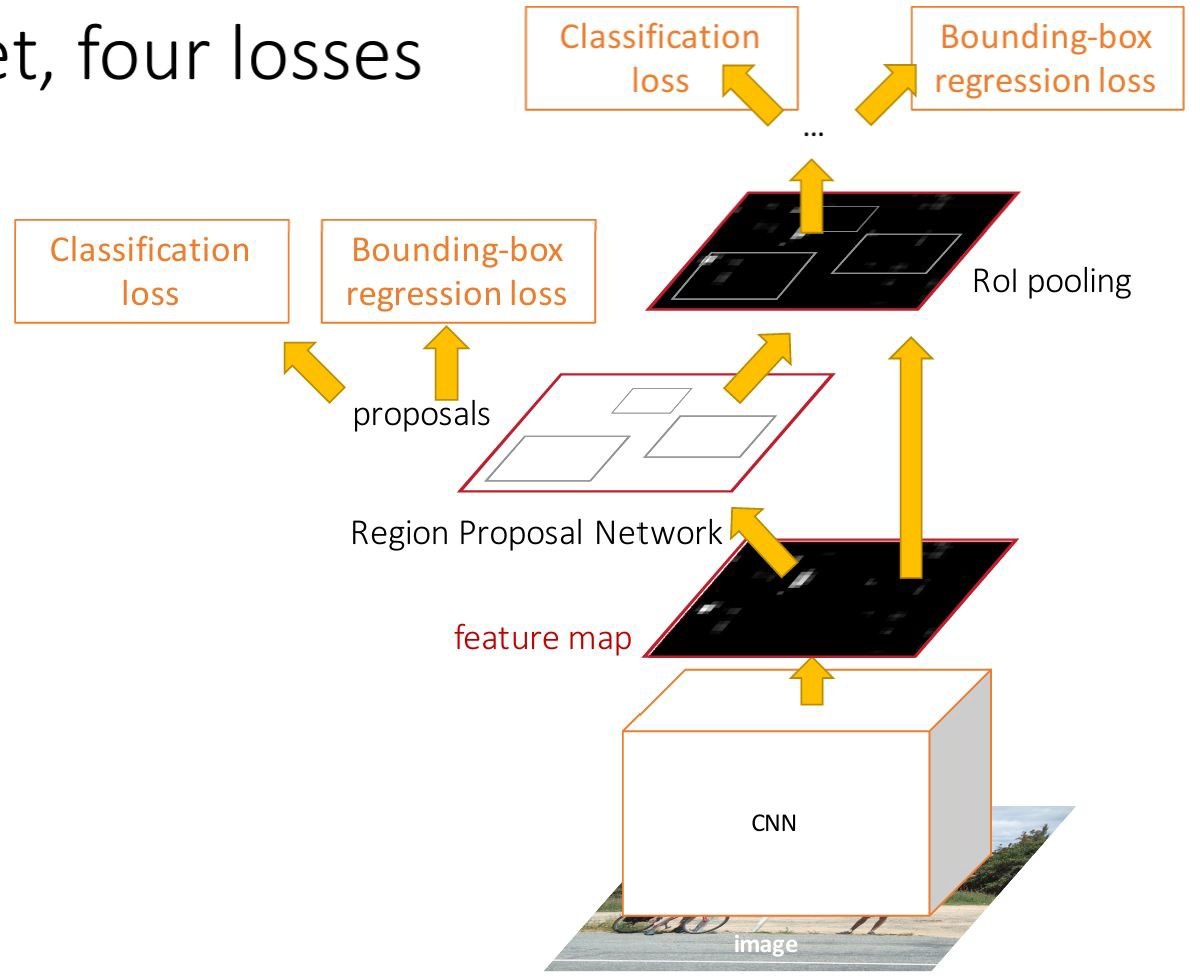 et, four losses
Classification
loss
Bounding-box
regression loss
...
Classification
loss
Bounding-box
regression loss
RoI pooling
proposals
Region Proposal Network
feature map
CNN
image